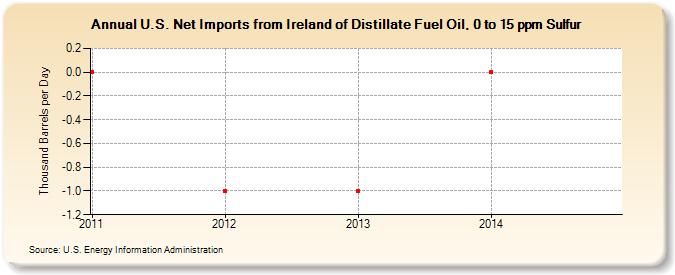 Annual U.S. Net Imports from Ireland of Distillate Fuel Oil, 0 to 15 ppm Sulfur
Thousand Barrels per Day
0.2
0.0
-0.2
-0.4
-0.6
-0.8
-1.0
-1.2
2011 2012 2013 2014
Source: U.S. Energy Information Administration